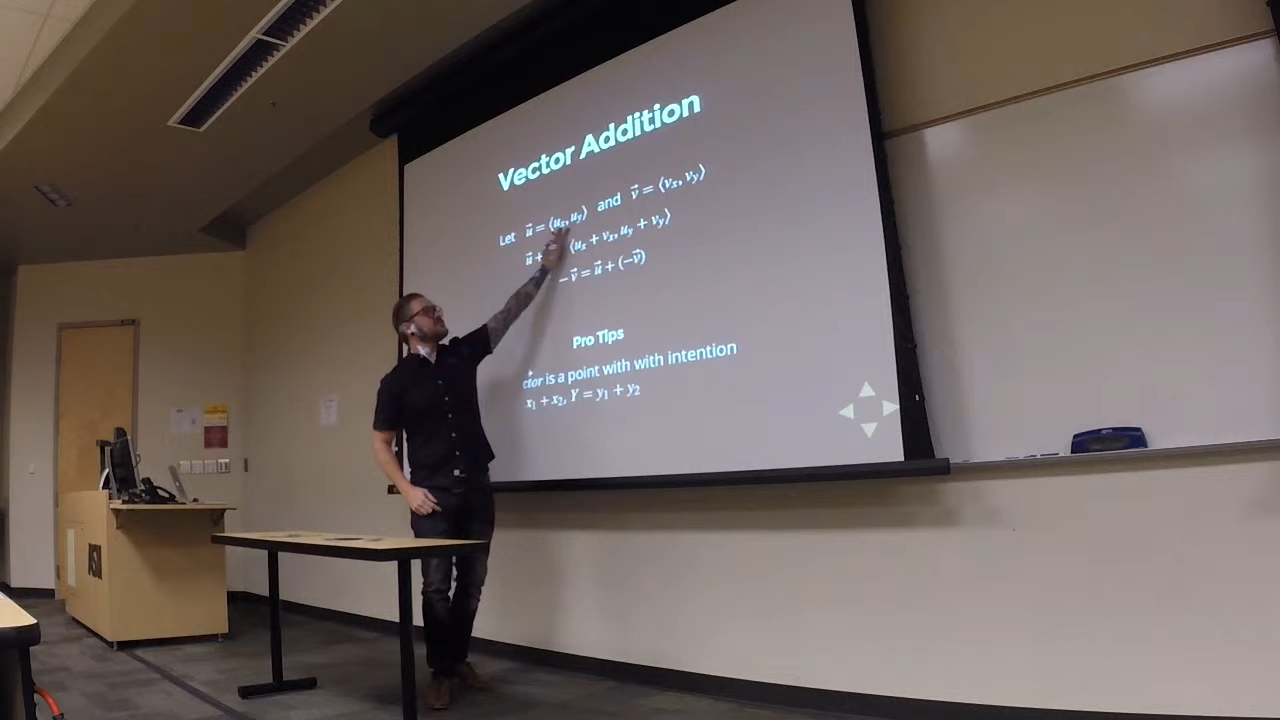 Vector Addition
Let u⃗ = ⟨uₓ, u_y⟩ and v⃗ = ⟨vₓ, v_y⟩
u⃗ + ⟨uₓ + vₓ, u_y + v_y⟩
− v⃗ = u⃗ + (−v⃗)
Pro Tips
ctor is a point with with intention
x₁ + x₂, Y = y₁ + y₂